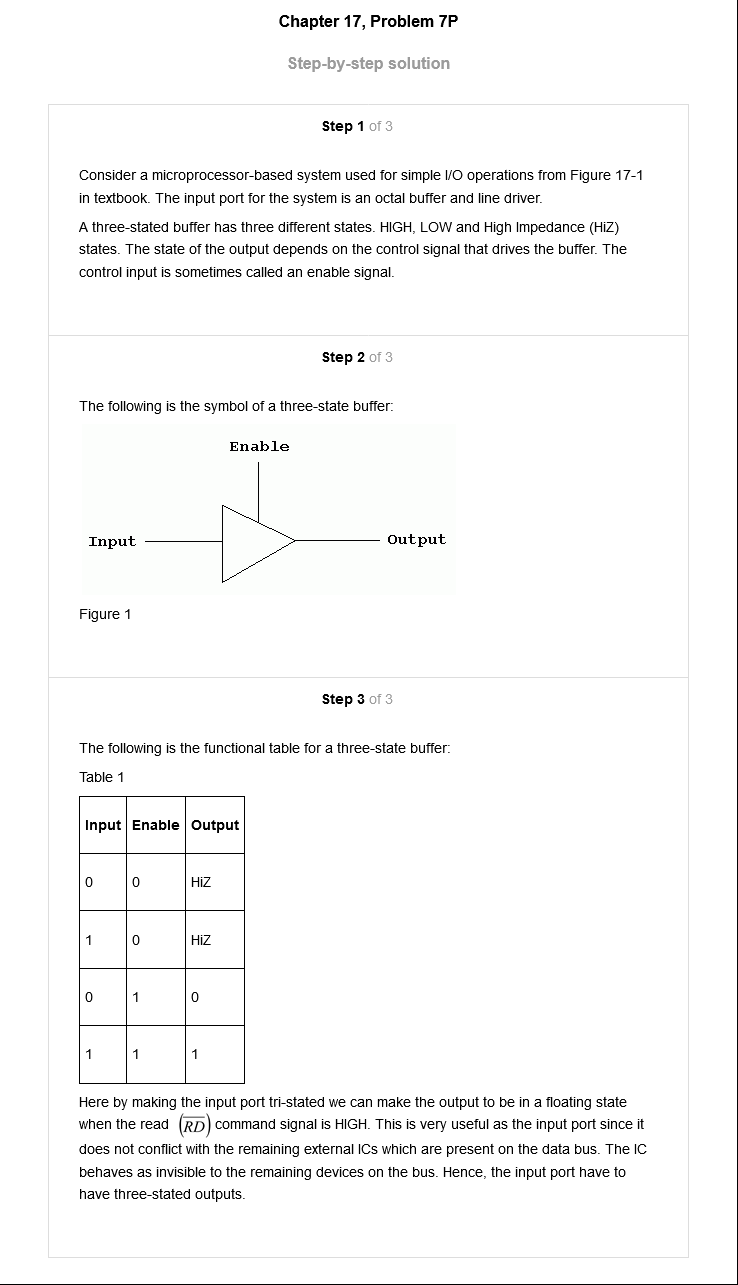 Chapter 17, Problem 7P
Step-by-step solution
Step 1 of 3
Consider a microprocessor-based system used for simple I/O operations from Figure 17-1
in textbook. The input port for the system is an octal buffer and line driver.
A three-stated buffer has three different states. HIGH, LOW and High Impedance (HiZ)
states. The state of the output depends on the control signal that drives the buffer. The
control input is sometimes called an enable signal.
Step 2 of 3
The following is the symbol of a three-state buffer:
Enable
Input
Output
Figure 1
Step 3 of 3
The following is the functional table for a three-state buffer:
Table 1
Input Enable Output
0 0 HiZ
1 0 HiZ
0 1 0
1 1 1
Here by making the input port tri-stated we can make the output to be in a floating state
when the read (R̅D̅) command signal is HIGH. This is very useful as the input port since it
does not conflict with the remaining external ICs which are present on the data bus. The IC
behaves as invisible to the remaining devices on the bus. Hence, the input port have to
have three-stated outputs.